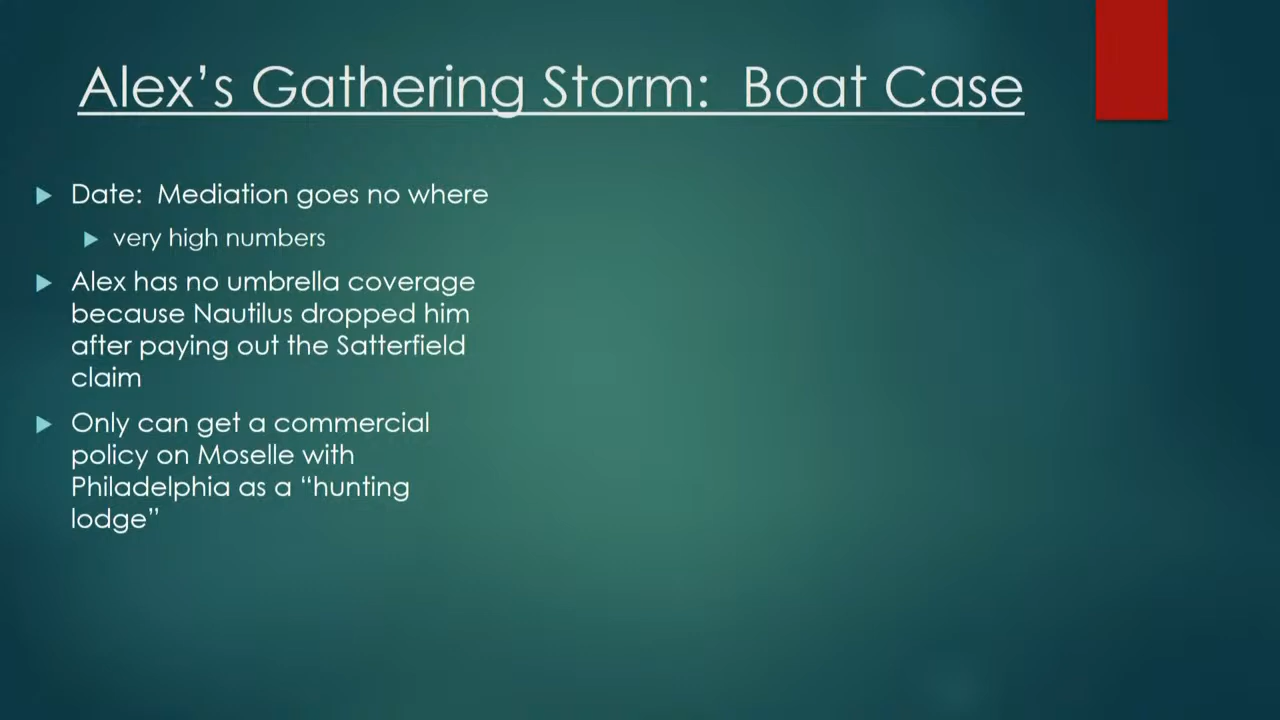 Alex’s Gathering Storm:  Boat Case
Date:  Mediation goes no where
very high numbers
Alex has no umbrella coverage
because Nautilus dropped him
after paying out the Satterfield
claim
Only can get a commercial
policy on Moselle with
Philadelphia as a “hunting
lodge”